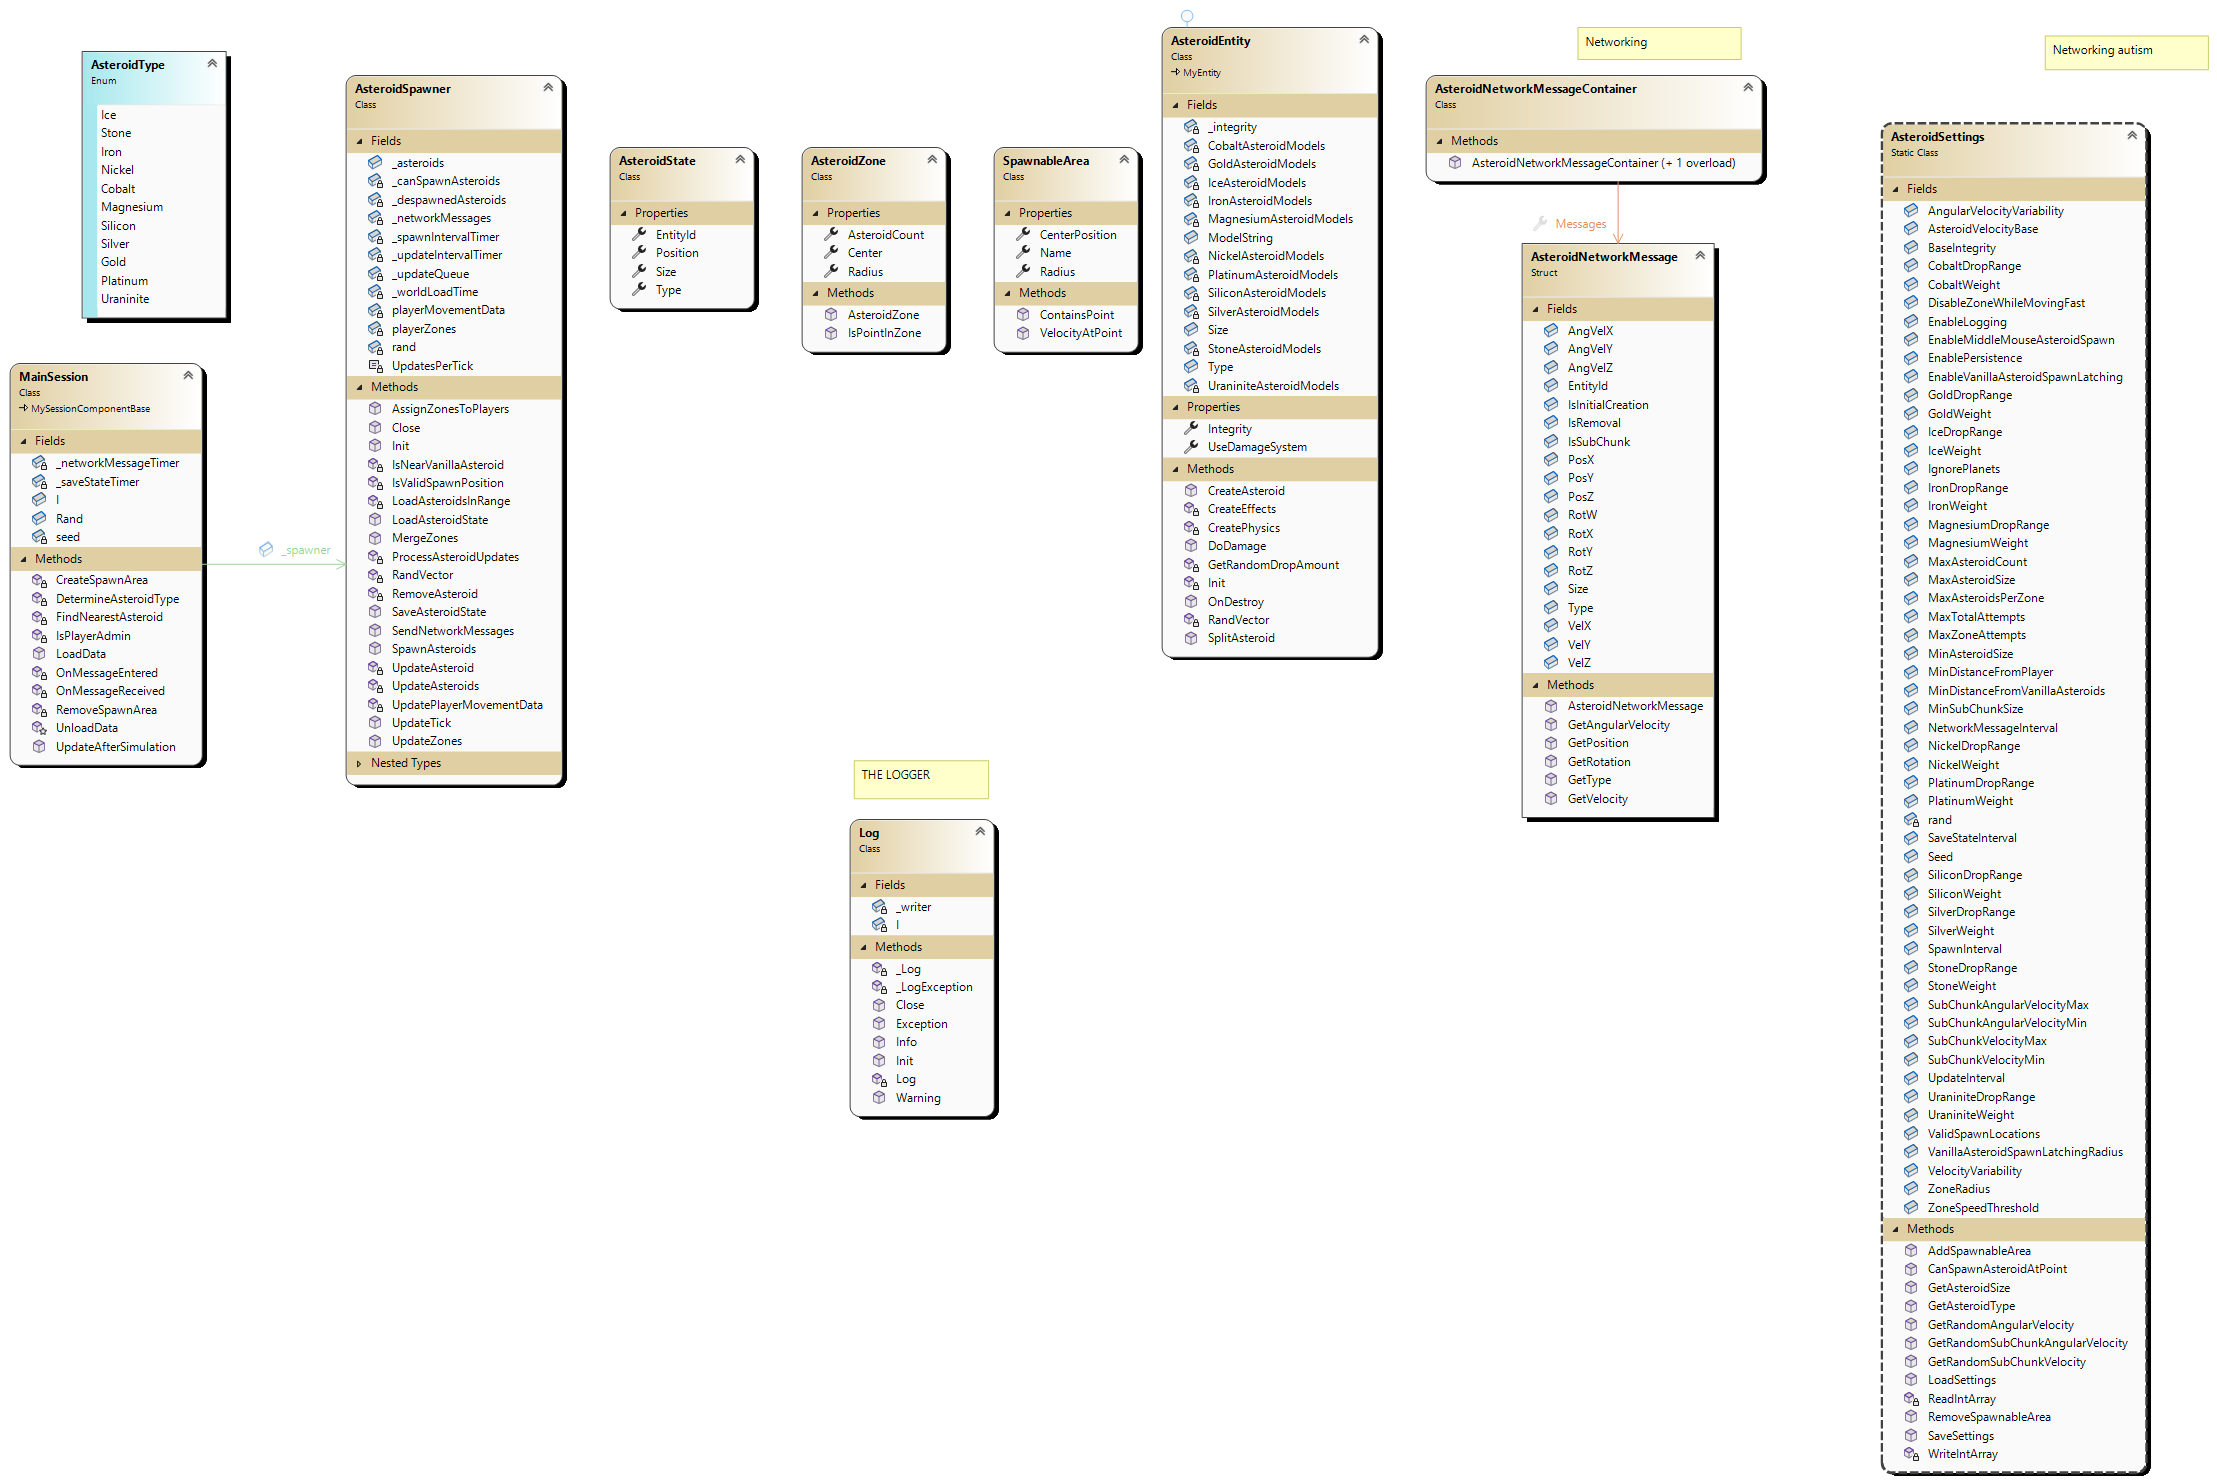 AsteroidType
Enum
Ice
Stone
Iron
Nickel
Cobalt
Magnesium
Silicon
Silver
Gold
Platinum
Uraninite
MainSession
Class
MySessionComponentBase
Fields
_networkMessageTimer
_saveStateTimer
I
Rand
seed
Methods
CreateSpawnArea
DetermineAsteroidType
FindNearestAsteroid
IsPlayerAdmin
LoadData
OnMessageEntered
OnMessageReceived
RemoveSpawnArea
UnloadData
UpdateAfterSimulation
_spawner
AsteroidSpawner
Class
Fields
_asteroids
_canSpawnAsteroids
_despawnedAsteroids
_networkMessages
_spawnIntervalTimer
_updateIntervalTimer
_updateQueue
_worldLoadTime
playerMovementData
playerZones
rand
UpdatesPerTick
Methods
AssignZonesToPlayers
Close
Init
IsNearVanillaAsteroid
IsValidSpawnPosition
LoadAsteroidsInRange
LoadAsteroidState
MergeZones
ProcessAsteroidUpdates
RandVector
RemoveAsteroid
SaveAsteroidState
SendNetworkMessages
SpawnAsteroids
UpdateAsteroid
UpdateAsteroids
UpdatePlayerMovementData
UpdateTick
UpdateZones
Nested Types
AsteroidState
Class
Properties
EntityId
Position
Size
Type
AsteroidZone
Class
Properties
AsteroidCount
Center
Radius
Methods
AsteroidZone
IsPointInZone
SpawnableArea
Class
Properties
CenterPosition
Name
Radius
Methods
ContainsPoint
VelocityAtPoint
THE LOGGER
Log
Class
Fields
_writer
I
Methods
_Log
_LogException
Close
Exception
Info
Init
Log
Warning
AsteroidEntity
Class
MyEntity
Fields
_integrity
CobaltAsteroidModels
GoldAsteroidModels
IceAsteroidModels
IronAsteroidModels
MagnesiumAsteroidModels
ModelString
NickelAsteroidModels
PlatinumAsteroidModels
SiliconAsteroidModels
SilverAsteroidModels
Size
StoneAsteroidModels
Type
UraniniteAsteroidModels
Properties
Integrity
UseDamageSystem
Methods
CreateAsteroid
CreateEffects
CreatePhysics
DoDamage
GetRandomDropAmount
Init
OnDestroy
RandVector
SplitAsteroid
Networking
AsteroidNetworkMessageContainer
Class
Methods
AsteroidNetworkMessageContainer (+ 1 overload)
Messages
AsteroidNetworkMessage
Struct
Fields
AngVelX
AngVelY
AngVelZ
EntityId
IsInitialCreation
IsRemoval
IsSubChunk
PosX
PosY
PosZ
RotW
RotX
RotY
RotZ
Size
Type
VelX
VelY
VelZ
Methods
AsteroidNetworkMessage
GetAngularVelocity
GetPosition
GetRotation
GetType
GetVelocity
Networking autism
AsteroidSettings
Static Class
Fields
AngularVelocityVariability
AsteroidVelocityBase
BaseIntegrity
CobaltDropRange
CobaltWeight
DisableZoneWhileMovingFast
EnableLogging
EnableMiddleMouseAsteroidSpawn
EnablePersistence
EnableVanillaAsteroidSpawnLatching
GoldDropRange
GoldWeight
IceDropRange
IceWeight
IgnorePlanets
IronDropRange
IronWeight
MagnesiumDropRange
MagnesiumWeight
MaxAsteroidCount
MaxAsteroidSize
MaxAsteroidsPerZone
MaxTotalAttempts
MaxZoneAttempts
MinAsteroidSize
MinDistanceFromPlayer
MinDistanceFromVanillaAsteroids
MinSubChunkSize
NetworkMessageInterval
NickelDropRange
NickelWeight
PlatinumDropRange
PlatinumWeight
rand
SaveStateInterval
Seed
SiliconDropRange
SiliconWeight
SilverDropRange
SilverWeight
SpawnInterval
StoneDropRange
StoneWeight
SubChunkAngularVelocityMax
SubChunkAngularVelocityMin
SubChunkVelocityMax
SubChunkVelocityMin
UpdateInterval
UraniniteDropRange
UraniniteWeight
ValidSpawnLocations
VanillaAsteroidSpawnLatchingRadius
VelocityVariability
ZoneRadius
ZoneSpeedThreshold
Methods
AddSpawnableArea
CanSpawnAsteroidAtPoint
GetAsteroidSize
GetAsteroidType
GetRandomAngularVelocity
GetRandomSubChunkAngularVelocity
GetRandomSubChunkVelocity
LoadSettings
ReadIntArray
RemoveSpawnableArea
SaveSettings
WriteIntArray